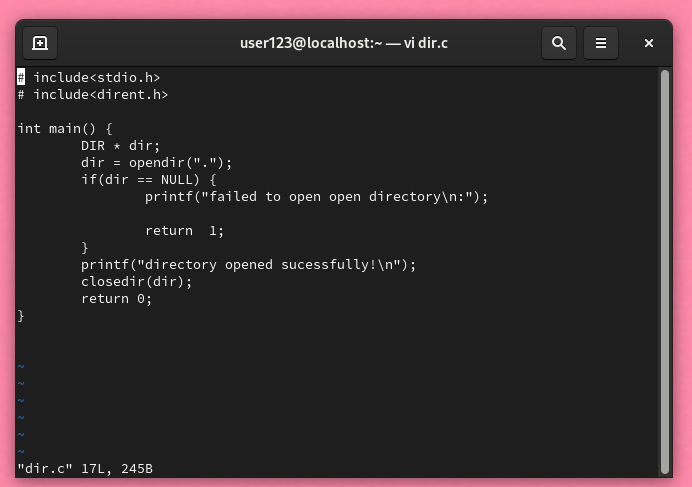 user123@localhost:~ — vi dir.c
# include<stdio.h>
# include<dirent.h>
int main() {
DIR * dir;
dir = opendir(".");
if(dir == NULL) {
printf("failed to open open directory\n:");
return  1;
}
printf("directory opened sucessfully!\n");
closedir(dir);
return 0;
}
~
~
~
~
~
~
"dir.c" 17L, 245B